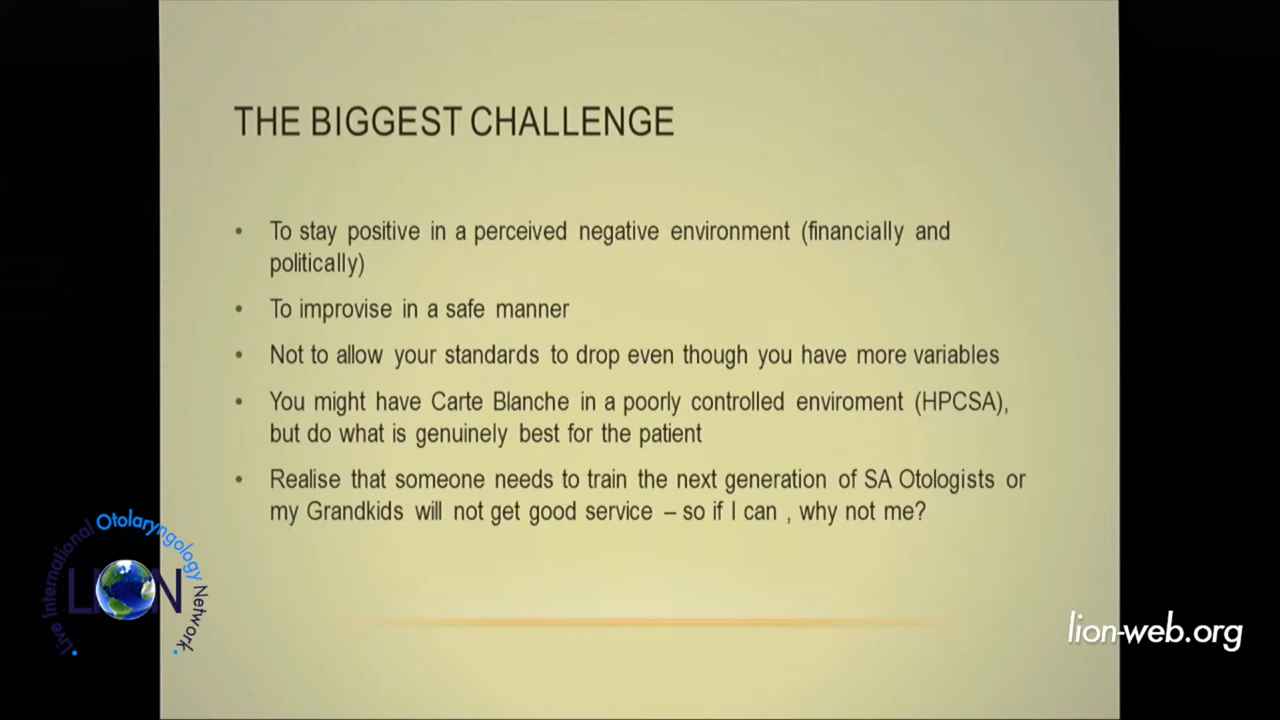 THE BIGGEST CHALLENGE
• To stay positive in a perceived negative environment (financially and
politically)
• To improvise in a safe manner
• Not to allow your standards to drop even though you have more variables
• You might have Carte Blanche in a poorly controlled enviroment (HPCSA),
but do what is genuinely best for the patient
• Realise that someone needs to train the next generation of SA Otologists or
my Grandkids will not get good service – so if I can , why not me?
Live International Otolaryngology Network
LION
lion-web.org